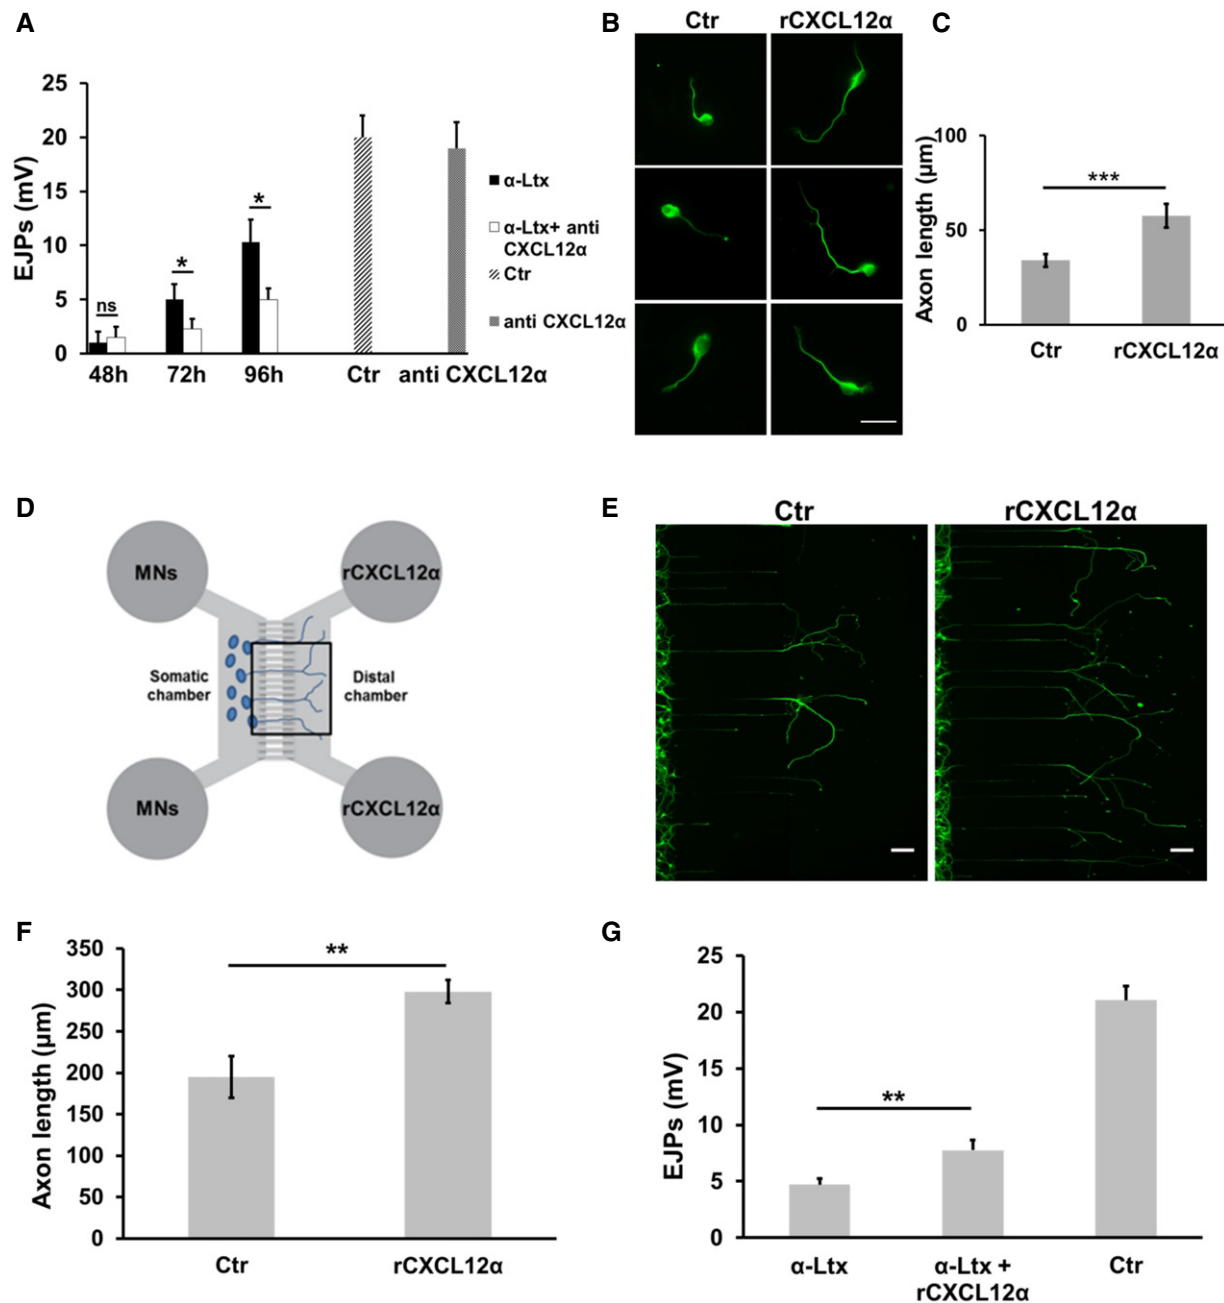 A
EJPs (mV)
25
20
15
10
5
0
ns
*
*
48h 72h 96h Ctr anti CXCL12α
α-Ltx
α-Ltx+ anti
CXCL12α
Ctr
anti CXCL12α
B
Ctr rCXCL12α
C
Axon length (µm)
100
50
0
***
Ctr rCXCL12α
D
MNs
rCXCL12α
Somatic
chamber
Distal
chamber
MNs
rCXCL12α
E
Ctr rCXCL12α
F
Axon length (µm)
350
300
250
200
150
100
50
0
**
Ctr rCXCL12α
G
EJPs (mV)
25
20
15
10
5
0
**
α-Ltx
α-Ltx +
rCXCL12α
Ctr